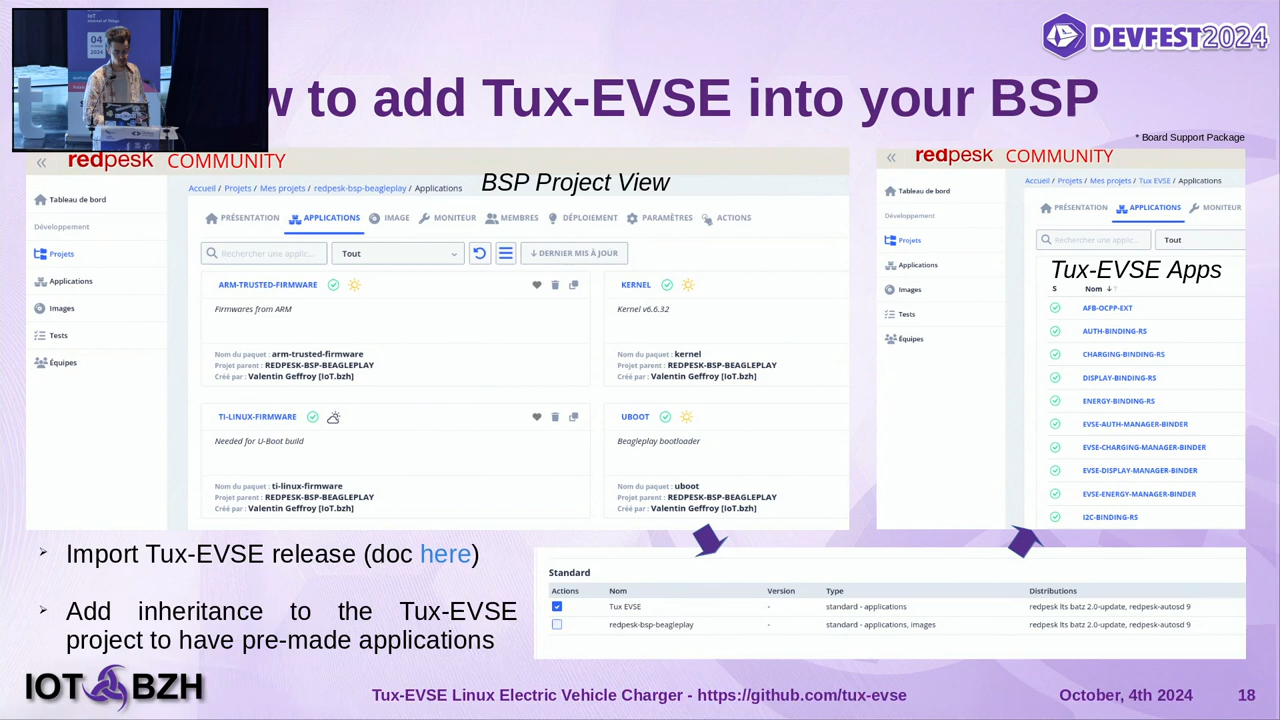 DEVFEST2024
w to add Tux-EVSE into your BSP
* Board Support Package
redpesk COMMUNITY
BSP Project View
Accueil / Projets / Mes projets / redpesk-bsp-beagleplay / Applications
Tableau de bord
Développement
Projets
Applications
Images
Tests
Équipes
PRÉSENTATION APPLICATIONS IMAGE MONITEUR MEMBRES DÉPLOIEMENT PARAMÈTRES ACTIONS
Rechercher une applic... Tout DERNIER MIS À JOUR
ARM-TRUSTED-FIRMWARE
Firmwares from ARM
Nom du paquet : arm-trusted-firmware
Projet parent : REDPESK-BSP-BEAGLEPLAY
Créé par : Valentin Geffroy [IoT.bzh]
KERNEL
Kernel v6.6.32
Nom du paquet : kernel
Projet parent : REDPESK-BSP-BEAGLEPLAY
Créé par : Valentin Geffroy [IoT.bzh]
TI-LINUX-FIRMWARE
Needed for U-Boot build
Nom du paquet : ti-linux-firmware
Projet parent : REDPESK-BSP-BEAGLEPLAY
Créé par : Valentin Geffroy [IoT.bzh]
UBOOT
Beagleplay bootloader
Nom du paquet : uboot
Projet parent : REDPESK-BSP-BEAGLEPLAY
Créé par : Valentin Geffroy [IoT.bzh]
redpesk COMMUNITY
Accueil / Projets / Mes projets / Tux EVSE / Applications
Tableau de bord
Développement
Projets
Applications
Images
Tests
Équipes
PRÉSENTATION APPLICATIONS MONITEUR
Rechercher une applic... Tout
Tux-EVSE Apps
S Nom
AFB-OCPP-EXT
AUTH-BINDING-RS
CHARGING-BINDING-RS
DISPLAY-BINDING-RS
ENERGY-BINDING-RS
EVSE-AUTH-MANAGER-BINDER
EVSE-CHARGING-MANAGER-BINDER
EVSE-DISPLAY-MANAGER-BINDER
EVSE-ENERGY-MANAGER-BINDER
I2C-BINDING-RS
Import Tux-EVSE release (doc here)
Add inheritance to the Tux-EVSE
project to have pre-made applications
Standard
Actions Nom Version Type Distributions
Tux EVSE - standard - applications redpesk lts batz 2.0-update, redpesk-autosd 9
redpesk-bsp-beagleplay - standard - applications, images redpesk lts batz 2.0-update, redpesk-autosd 9
IOT BZH
Tux-EVSE Linux Electric Vehicle Charger - https://github.com/tux-evse
October, 4th 2024
18